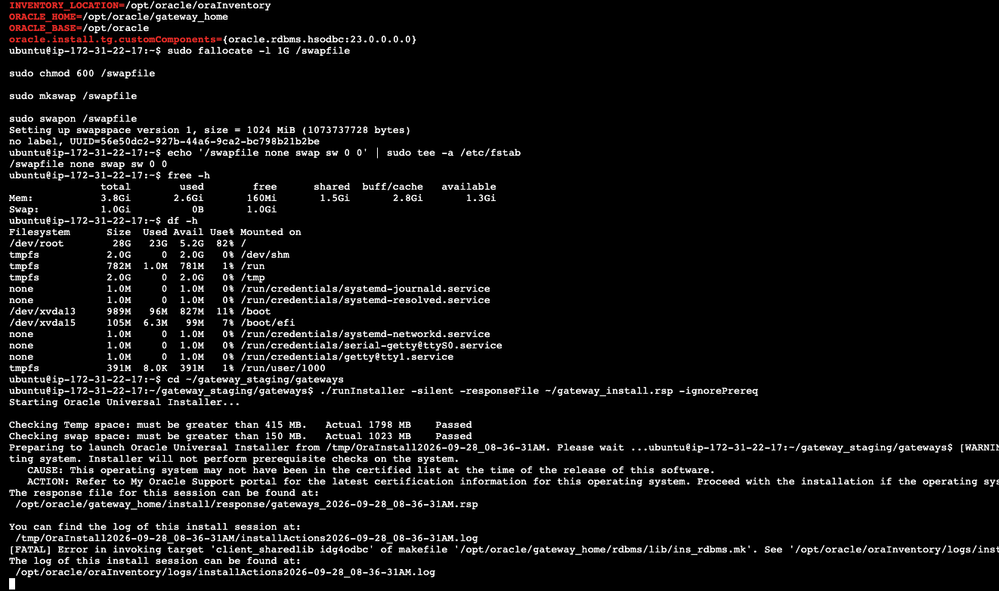 INVENTORY_LOCATION=/opt/oracle/oraInventory
ORACLE_HOME=/opt/oracle/gateway_home
ORACLE_BASE=/opt/oracle
oracle.install.tg.customComponents={oracle.rdbms.hsodbc:23.0.0.0.0}
ubuntu@ip-172-31-22-17:~$ sudo fallocate -l 1G /swapfile
sudo chmod 600 /swapfile
sudo mkswap /swapfile
sudo swapon /swapfile
Setting up swapspace version 1, size = 1024 MiB (1073737728 bytes)
no label, UUID=56e50dc2-927b-44a6-9ca2-bc798b21b2be
ubuntu@ip-172-31-22-17:~$ echo '/swapfile none swap sw 0 0' | sudo tee -a /etc/fstab
/swapfile none swap sw 0 0
ubuntu@ip-172-31-22-17:~$ free -h
               total        used        free      shared  buff/cache   available
Mem:           3.8Gi       2.6Gi       160Mi       1.5Gi       2.8Gi       1.3Gi
Swap:          1.0Gi          0B       1.0Gi
ubuntu@ip-172-31-22-17:~$ df -h
Filesystem      Size  Used Avail Use% Mounted on
/dev/root        28G   23G  5.2G  82% /
tmpfs           2.0G     0  2.0G   0% /dev/shm
tmpfs           782M  1.0M  781M   1% /run
tmpfs           2.0G     0  2.0G   0% /tmp
none            1.0M     0  1.0M   0% /run/credentials/systemd-journald.service
none            1.0M     0  1.0M   0% /run/credentials/systemd-resolved.service
/dev/xvda13     989M   96M  827M  11% /boot
/dev/xvda15     105M  6.3M   99M   7% /boot/efi
none            1.0M     0  1.0M   0% /run/credentials/systemd-networkd.service
none            1.0M     0  1.0M   0% /run/credentials/serial-getty@ttyS0.service
none            1.0M     0  1.0M   0% /run/credentials/getty@tty1.service
tmpfs           391M  8.0K  391M   1% /run/user/1000
ubuntu@ip-172-31-22-17:~$ cd ~/gateway_staging/gateways
ubuntu@ip-172-31-22-17:~/gateway_staging/gateways$ ./runInstaller -silent -responseFile ~/gateway_install.rsp -ignorePrereq
Starting Oracle Universal Installer...
Checking Temp space: must be greater than 415 MB.   Actual 1798 MB    Passed
Checking swap space: must be greater than 150 MB.   Actual 1023 MB    Passed
Preparing to launch Oracle Universal Installer from /tmp/OraInstall2026-09-28_08-36-31AM. Please wait ...ubuntu@ip-172-31-22-17:~/gateway_staging/gateways$ [WARNIN
ting system. Installer will not perform prerequisite checks on the system.
   CAUSE: This operating system may not have been in the certified list at the time of the release of this software.
   ACTION: Refer to My Oracle Support portal for the latest certification information for this operating system. Proceed with the installation if the operating sys
The response file for this session can be found at:
 /opt/oracle/gateway_home/install/response/gateways_2026-09-28_08-36-31AM.rsp
You can find the log of this install session at:
 /tmp/OraInstall2026-09-28_08-36-31AM/installActions2026-09-28_08-36-31AM.log
[FATAL] Error in invoking target 'client_sharedlib idg4odbc' of makefile '/opt/oracle/gateway_home/rdbms/lib/ins_rdbms.mk'. See '/opt/oracle/oraInventory/logs/inst
The log of this install session can be found at:
 /opt/oracle/oraInventory/logs/installActions2026-09-28_08-36-31AM.log